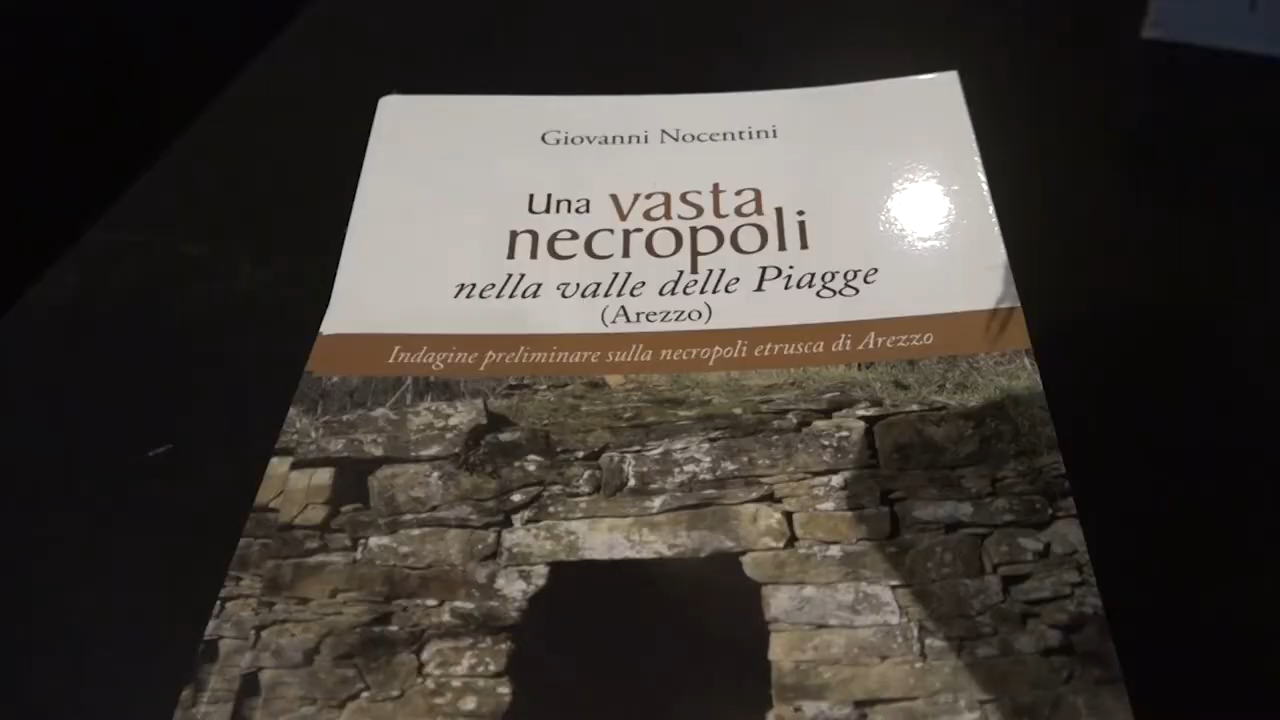 Giovanni Nocentini
Una vasta
necropoli
nella valle delle Piagge
(Arezzo)
Indagine preliminare sulla necropoli etrusca di Arezzo